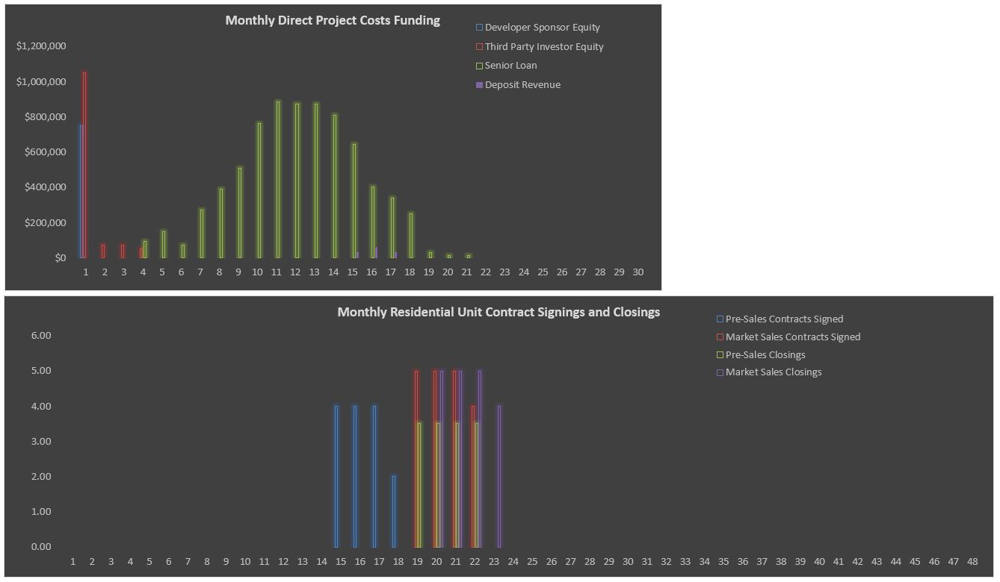 Monthly Direct Project Costs Funding
Developer Sponsor Equity
Third Party Investor Equity
Senior Loan
Deposit Revenue
$1,200,000
$1,000,000
$800,000
$600,000
$400,000
$200,000
$0
1 2 3 4 5 6 7 8 9 10 11 12 13 14 15 16 17 18 19 20 21 22 23 24 25 26 27 28 29 30
Monthly Residential Unit Contract Signings and Closings
Pre-Sales Contracts Signed
Market Sales Contracts Signed
Pre-Sales Closings
Market Sales Closings
6.00
5.00
4.00
3.00
2.00
1.00
0.00
1 2 3 4 5 6 7 8 9 10 11 12 13 14 15 16 17 18 19 20 21 22 23 24 25 26 27 28 29 30 31 32 33 34 35 36 37 38 39 40 41 42 43 44 45 46 47 48